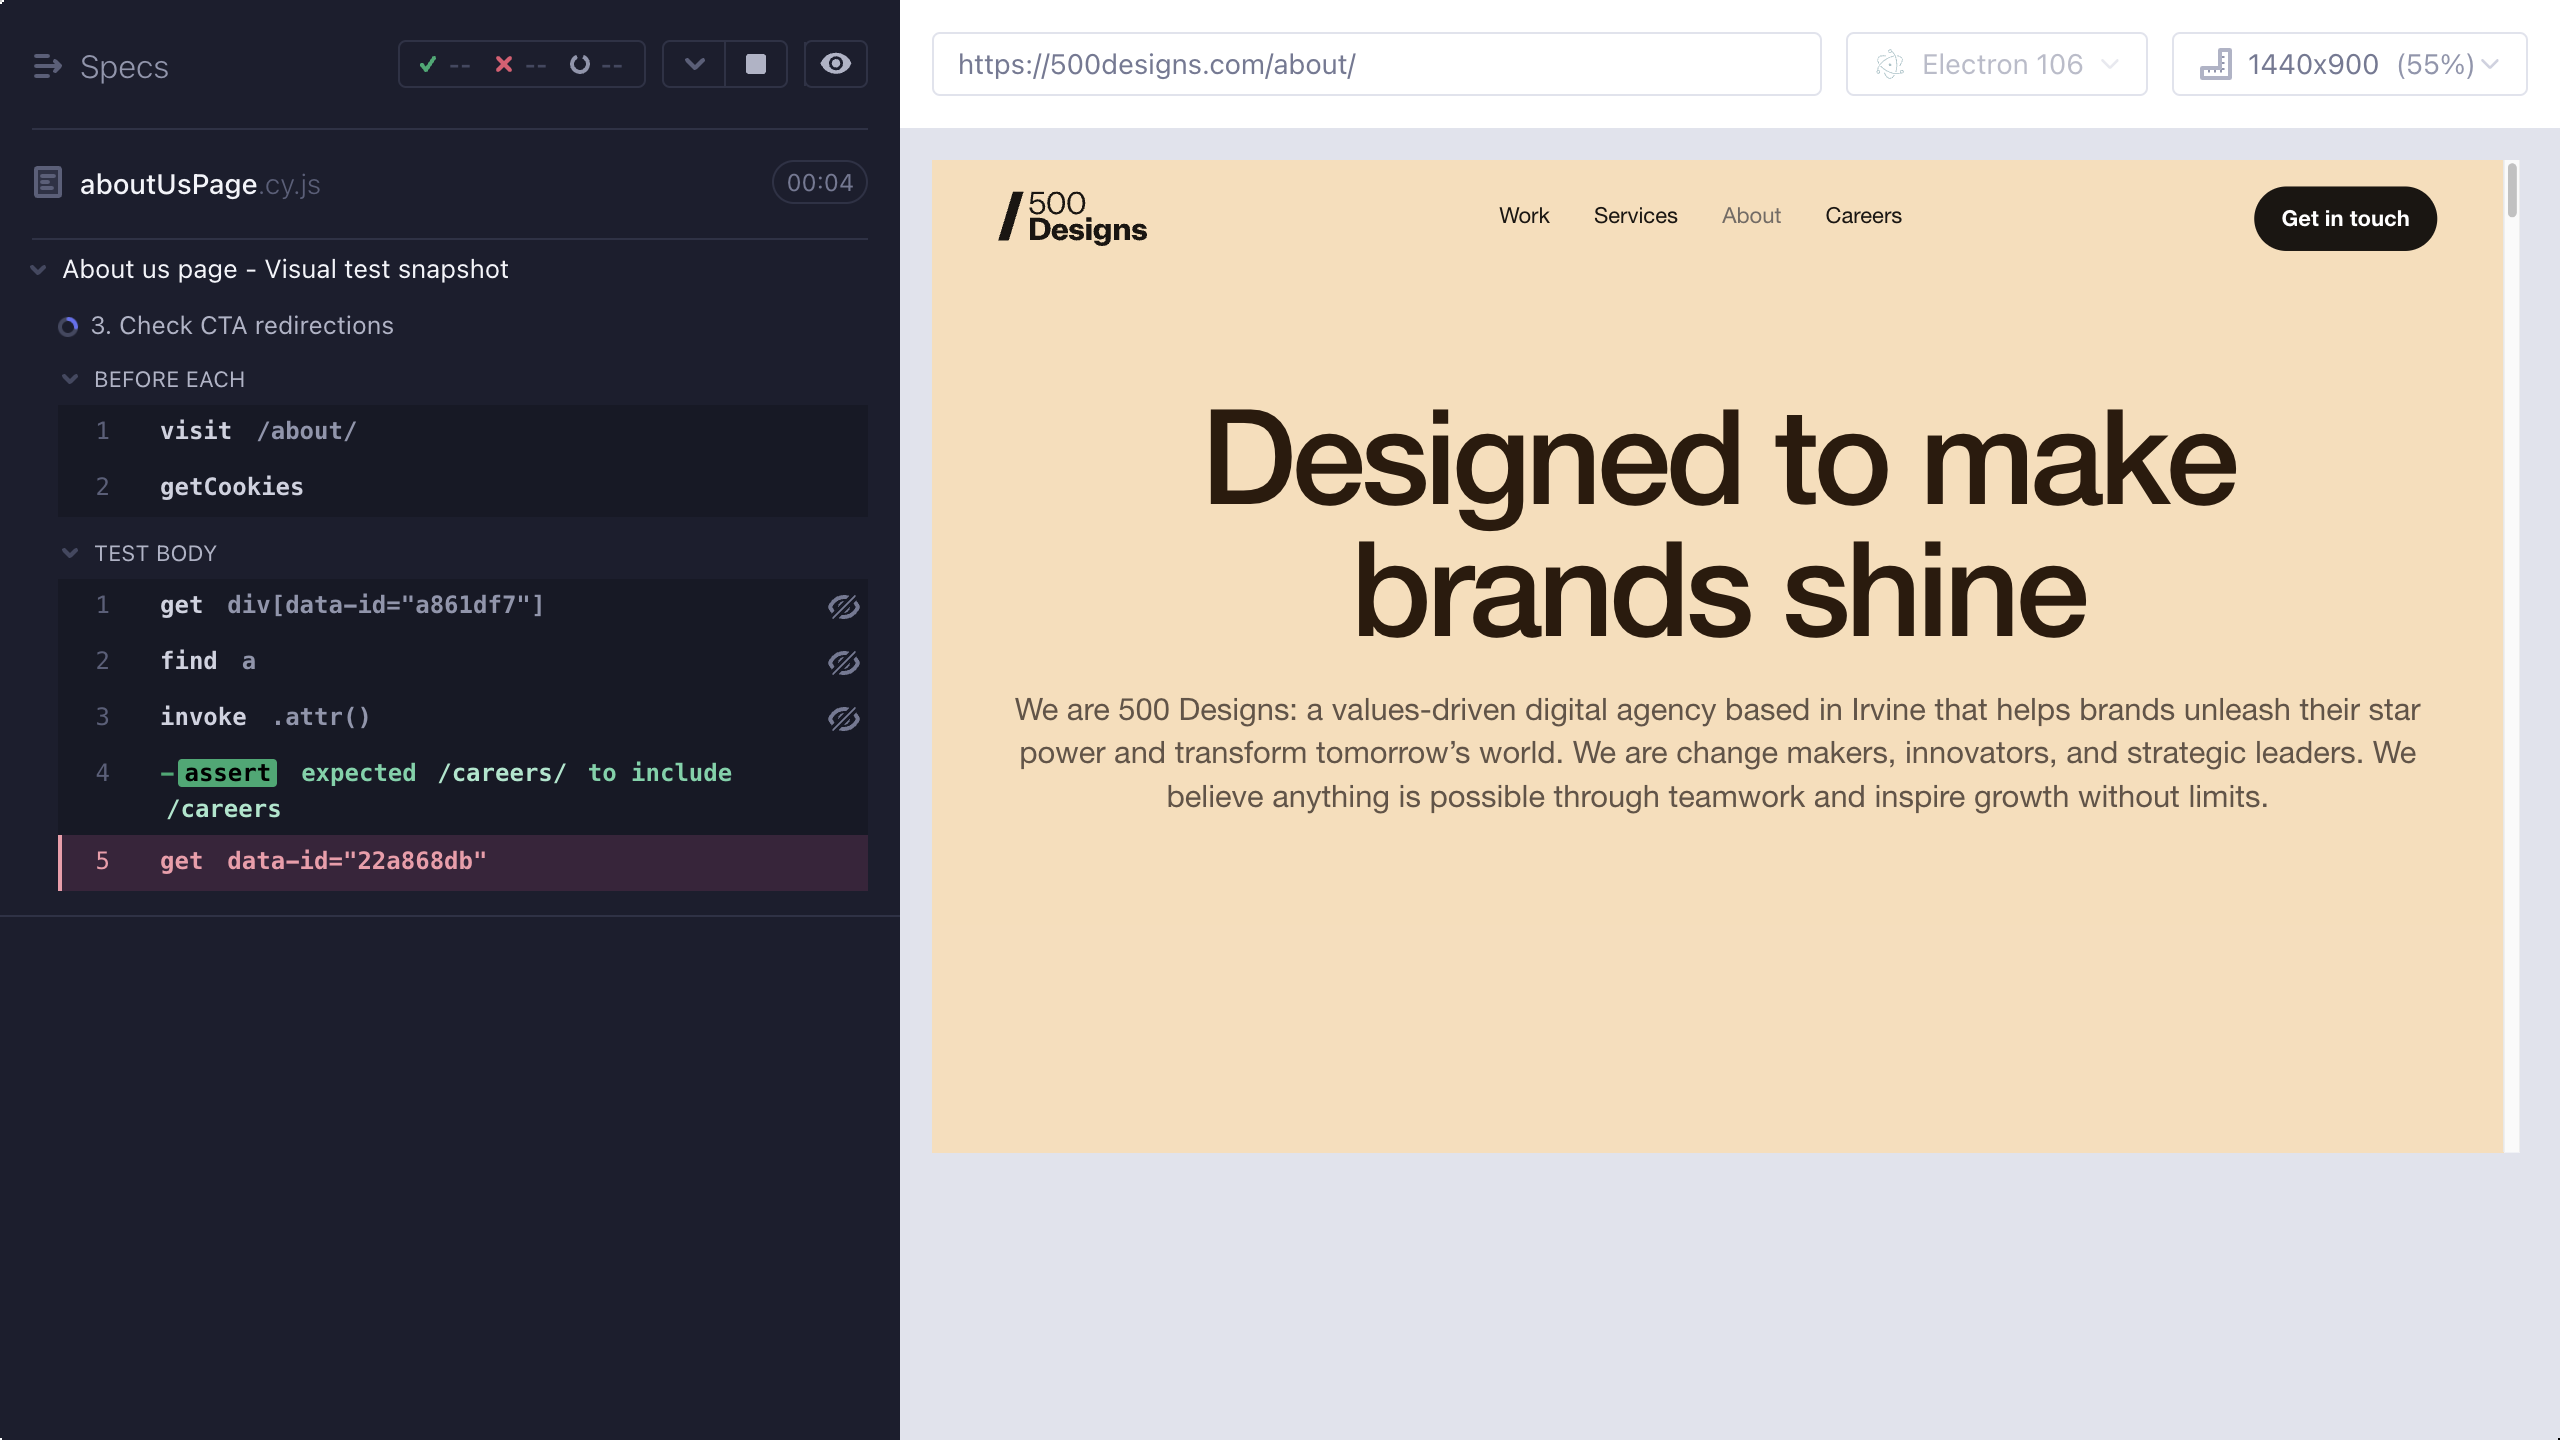 Specs
-- -- --
aboutUsPage.cy.js
00:04
About us page - Visual test snapshot
3. Check CTA redirections
BEFORE EACH
1 visit /about/
2 getCookies
TEST BODY
1 get div[data-id="a861df7"]
2 find a
3 invoke .attr()
4 -assert expected /careers/ to include
/careers
5 get data-id="22a868db"
https://500designs.com/about/
Electron 106
1440x900 (55%)
500
Designs
Work Services About Careers
Get in touch
Designed to make
brands shine
We are 500 Designs: a values-driven digital agency based in Irvine that helps brands unleash their star
power and transform tomorrow’s world. We are change makers, innovators, and strategic leaders. We
believe anything is possible through teamwork and inspire growth without limits.